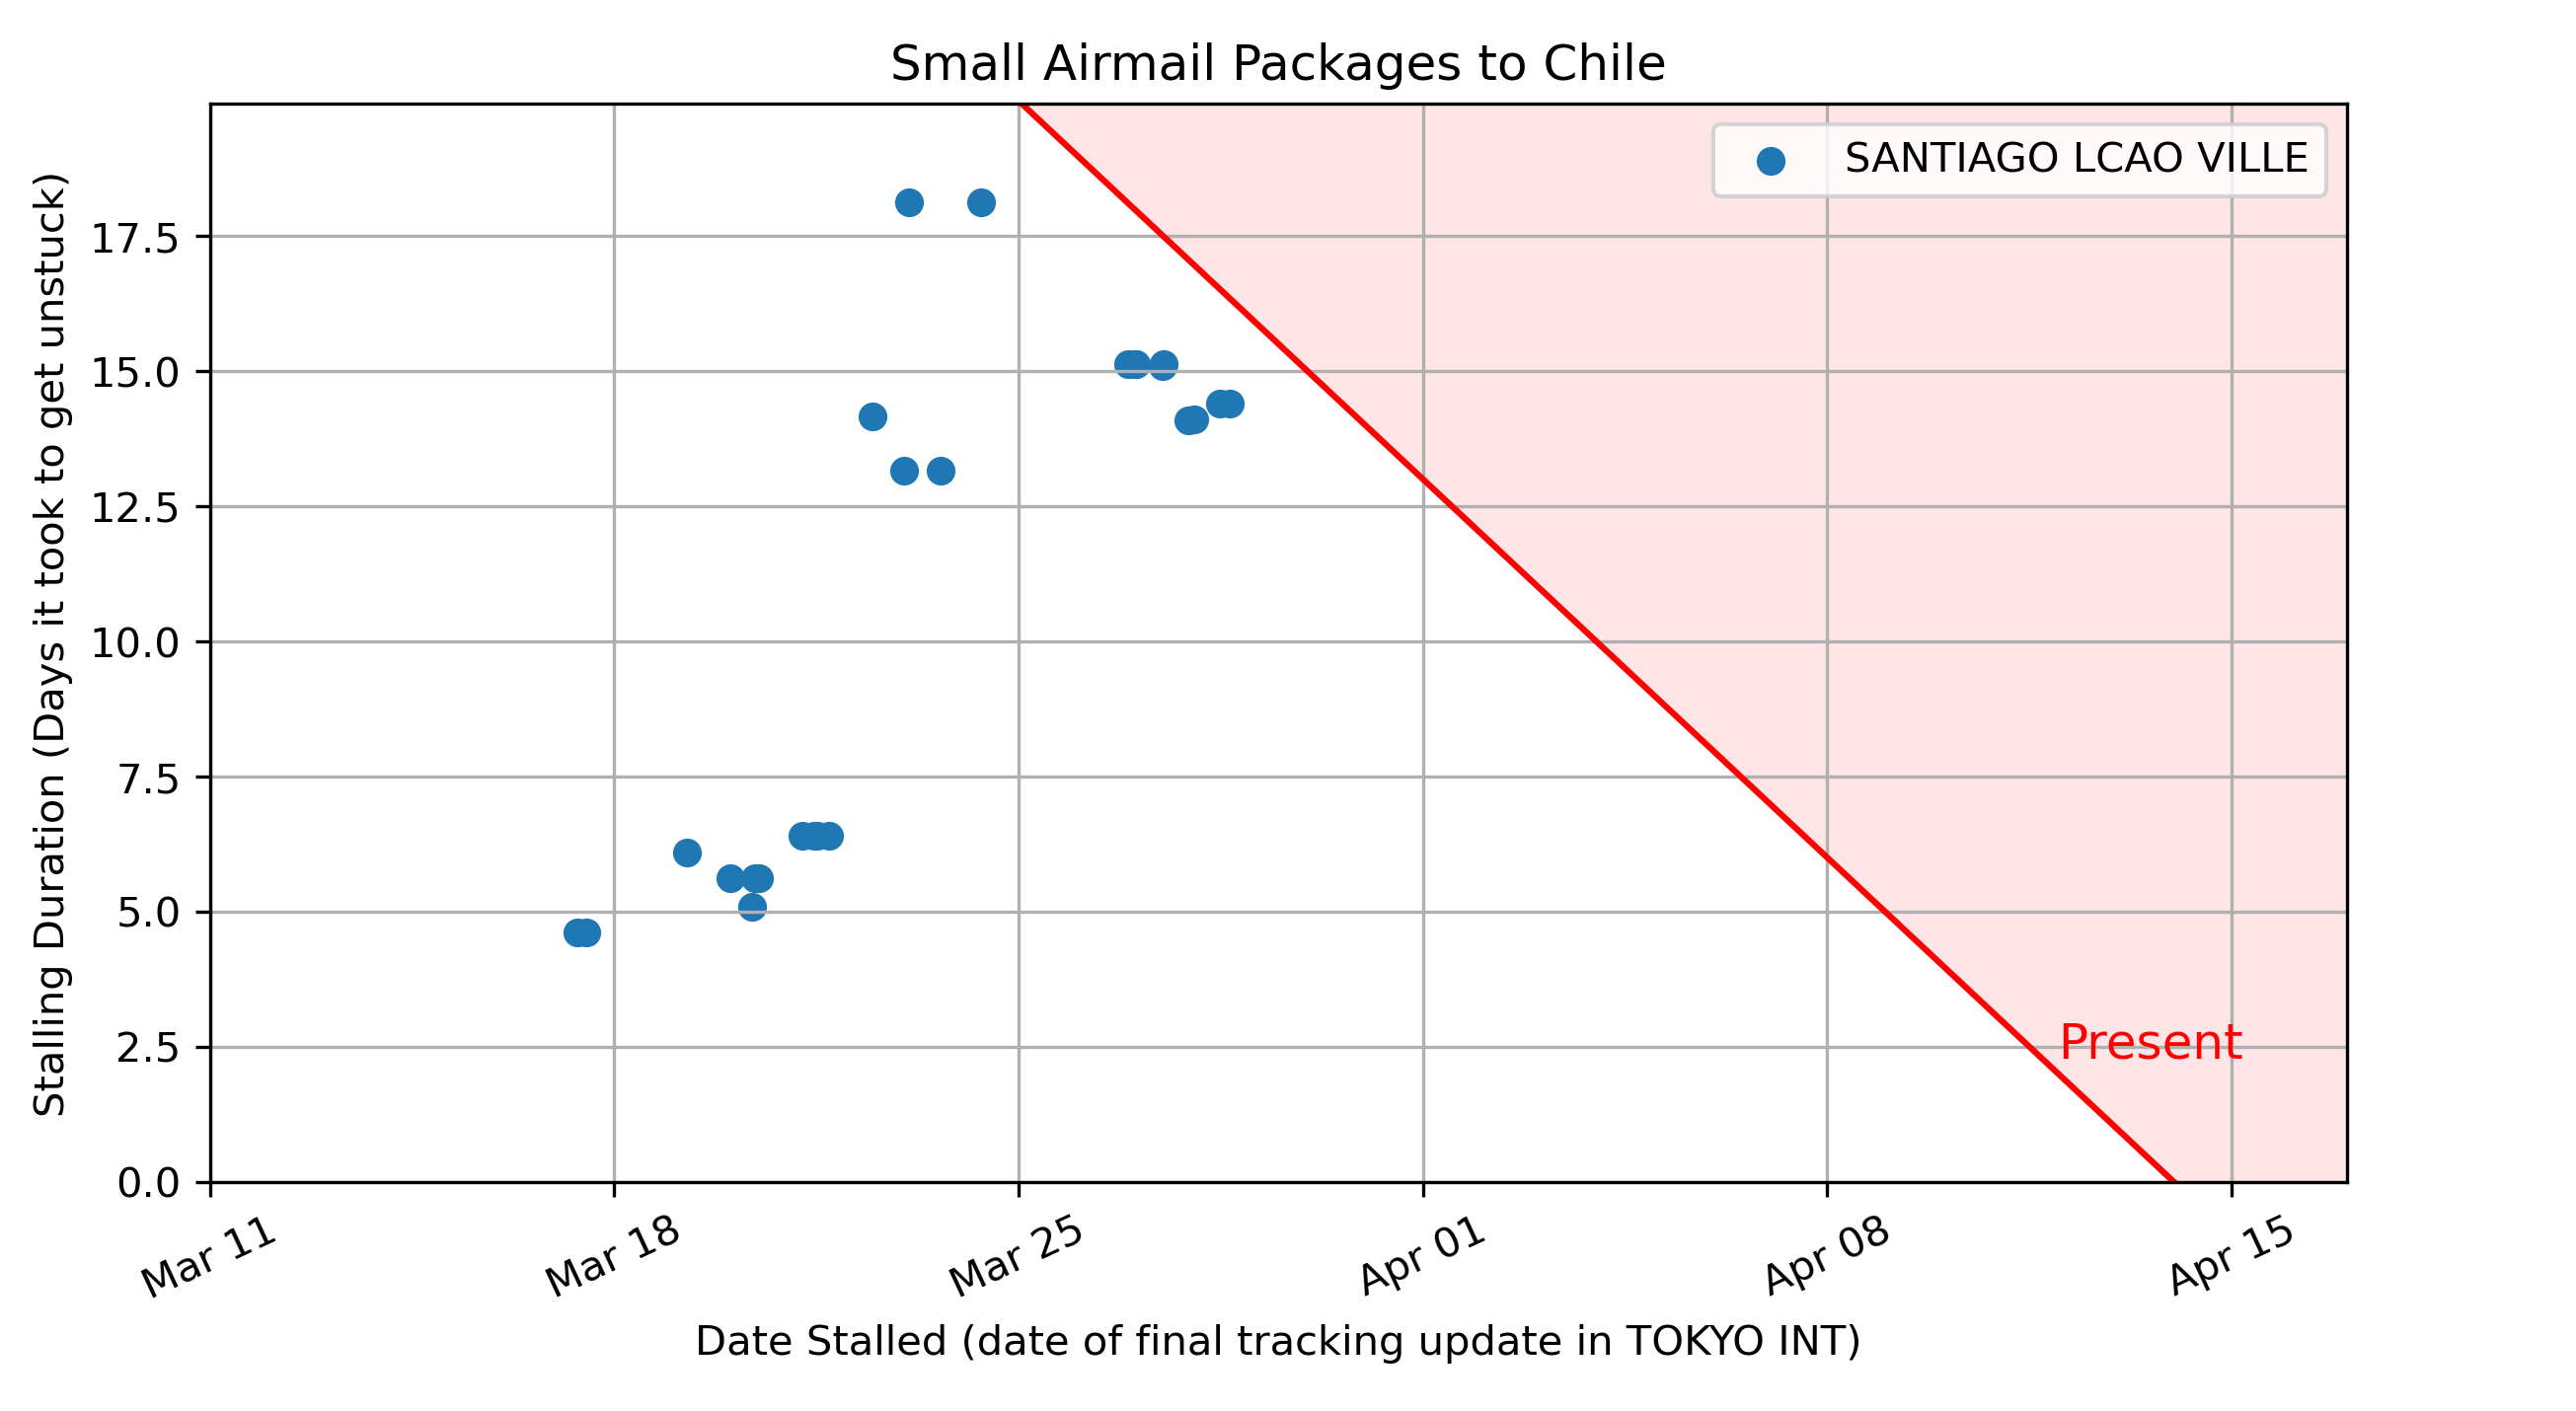 Small Airmail Packages to Chile
SANTIAGO LCAO VILLE
Stalling Duration (Days it took to get unstuck)
17.5
15.0
12.5
10.0
7.5
5.0
2.5
0.0
Present
Mar 11
Mar 18
Mar 25
Apr 01
Apr 08
Apr 15
Date Stalled (date of final tracking update in TOKYO INT)